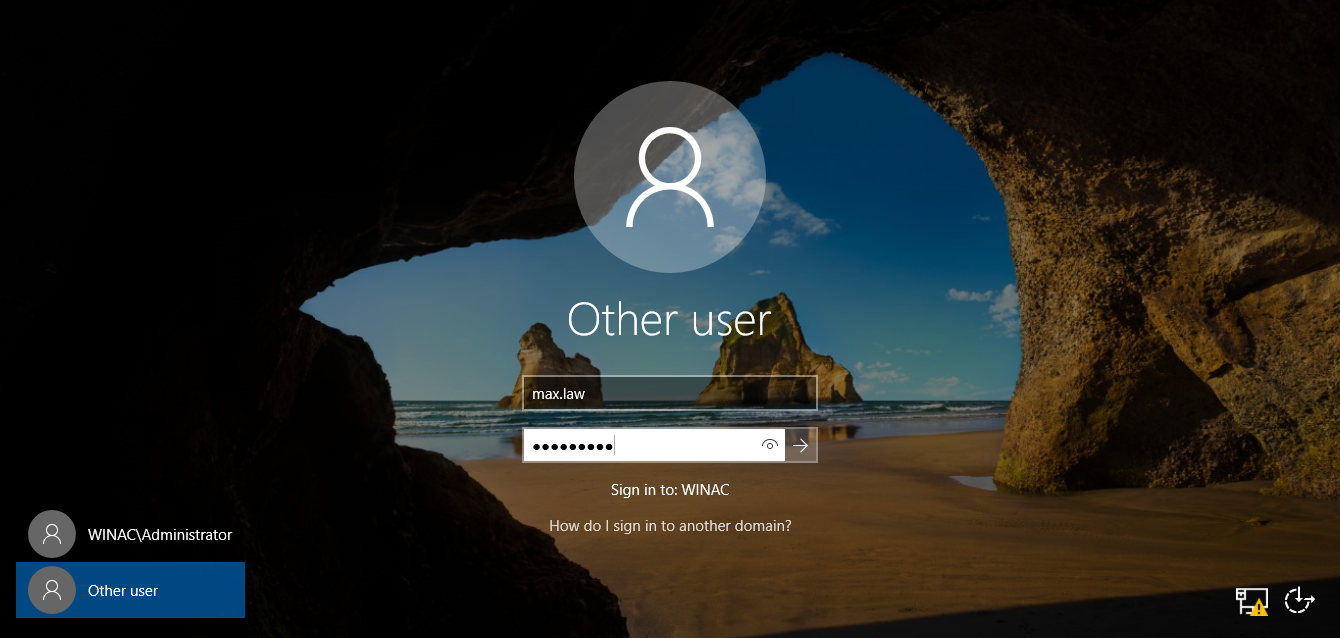 Other user
max.law
●●●●●●●●●
Sign in to: WINAC
How do I sign in to another domain?
WINAC\Administrator
Other user